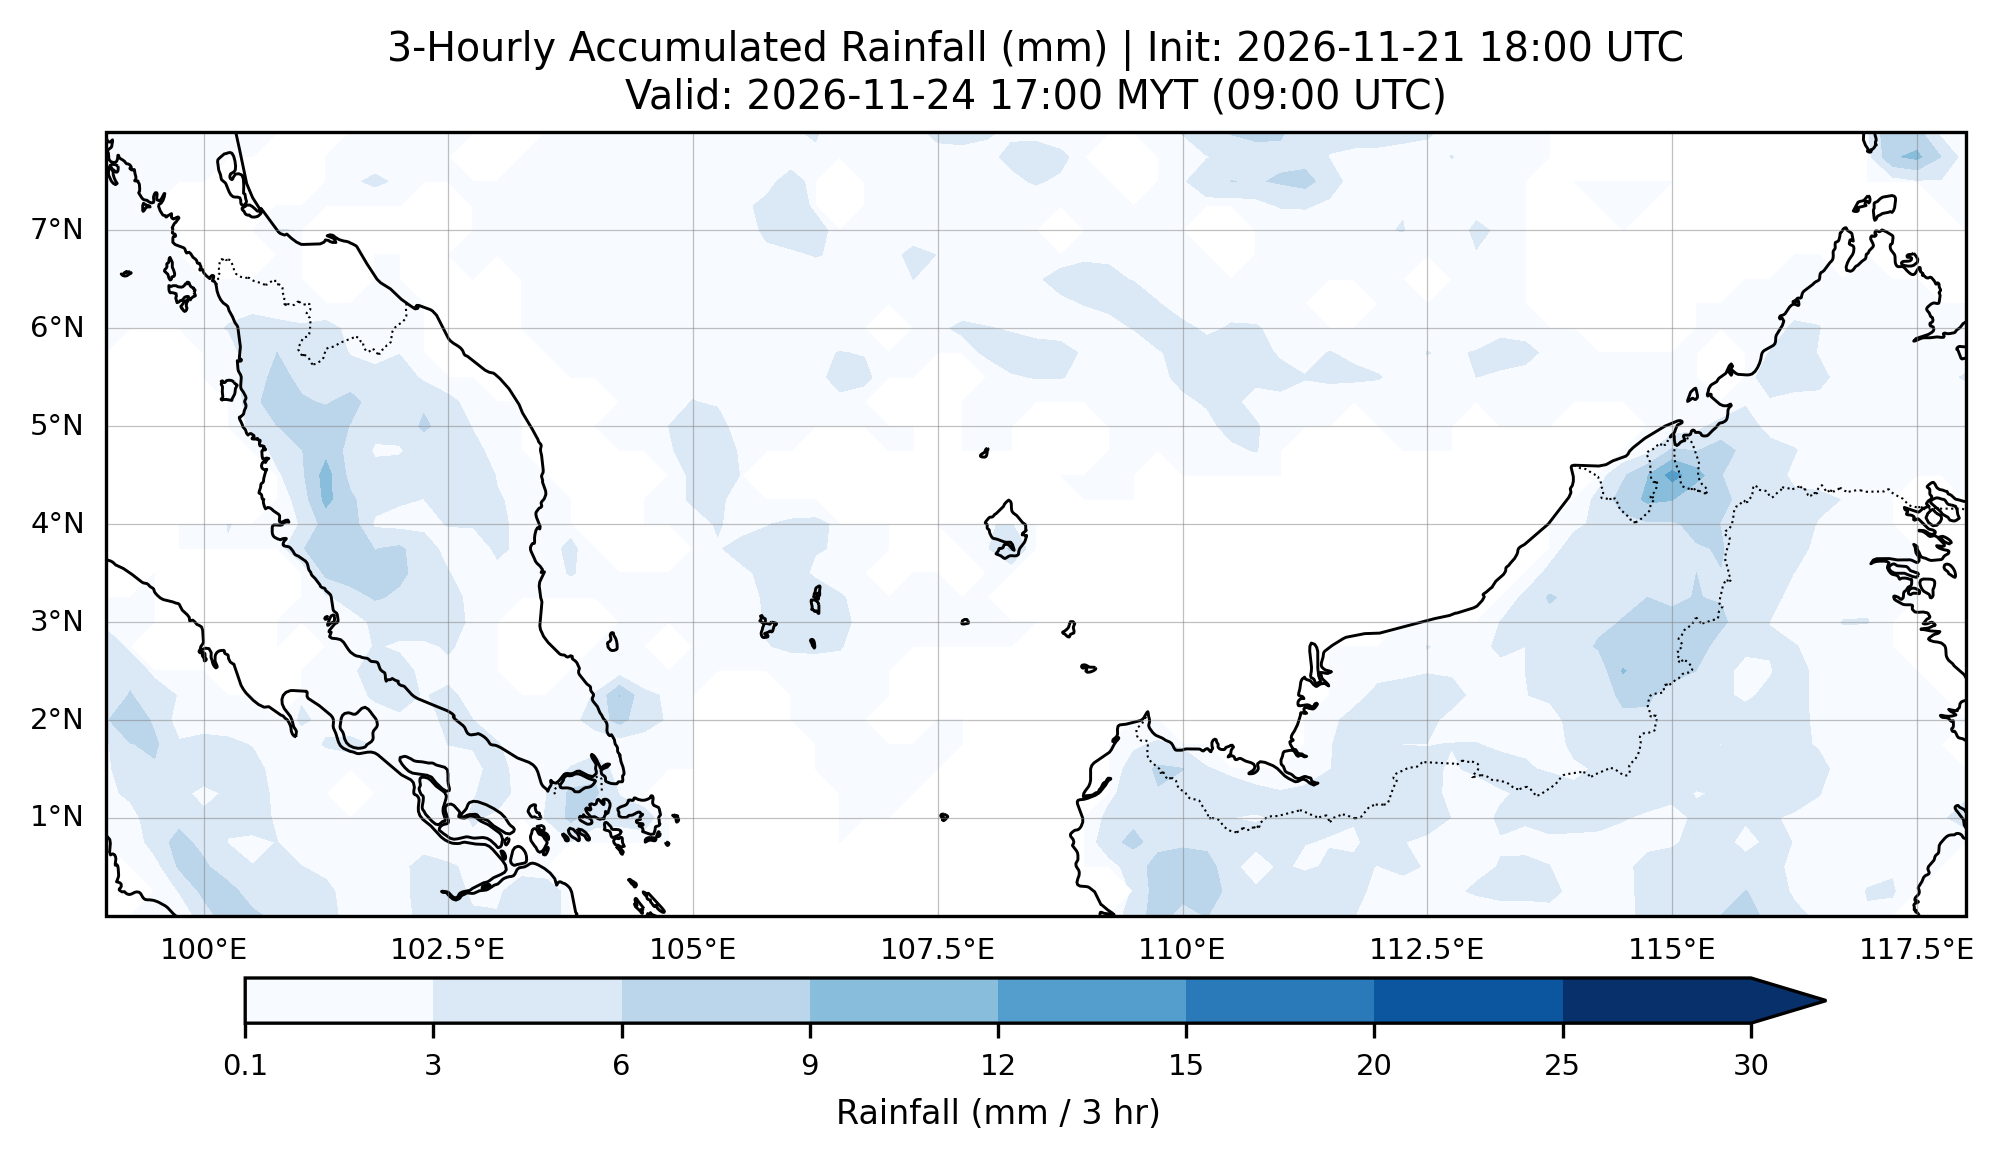 3-Hourly Accumulated Rainfall (mm) | Init: 2026-11-21 18:00 UTC
Valid: 2026-11-24 17:00 MYT (09:00 UTC)
7°N
6°N
5°N
4°N
3°N
2°N
1°N
100°E 102.5°E 105°E 107.5°E 110°E 112.5°E 115°E 117.5°E
0.1 3 6 9 12 15 20 25 30
Rainfall (mm / 3 hr)